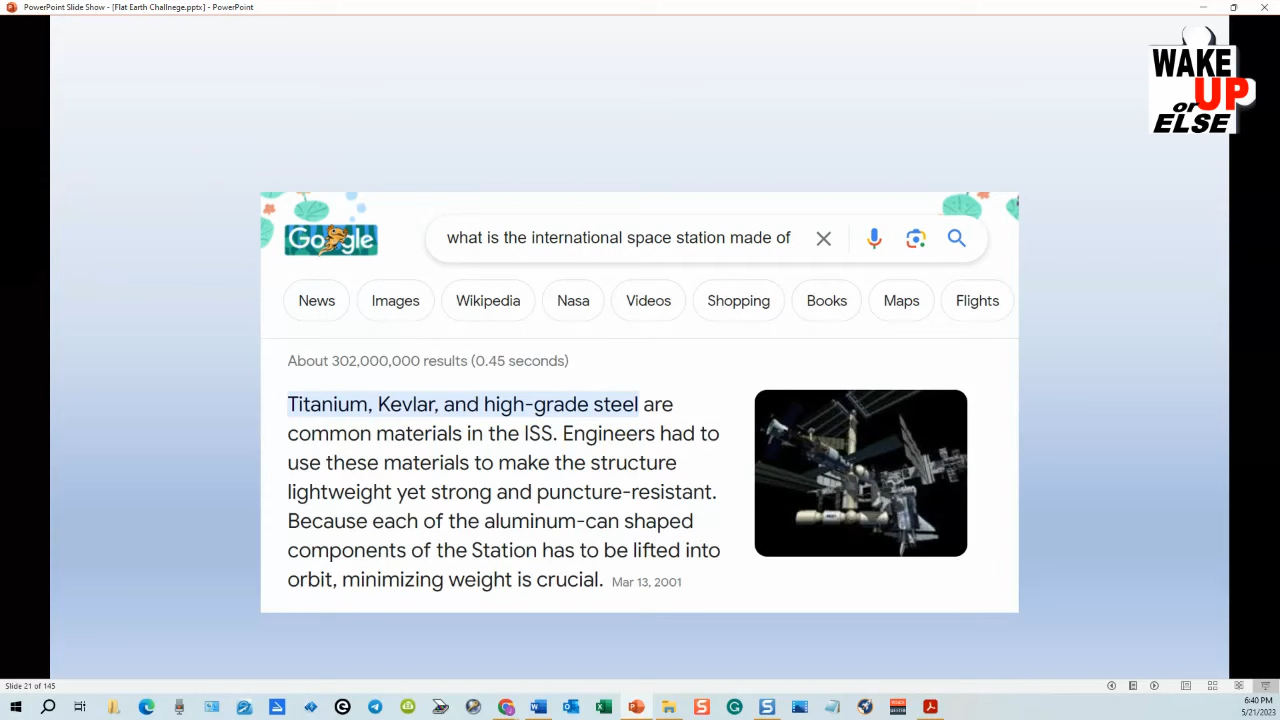 PowerPoint Slide Show - [Flat Earth Challnege.pptx] - PowerPoint
WAKE
UP
or
ELSE
Google
what is the international space station made of
News Images Wikipedia Nasa Videos Shopping Books Maps Flights
About 302,000,000 results (0.45 seconds)
Titanium, Kevlar, and high-grade steel are
common materials in the ISS. Engineers had to
use these materials to make the structure
lightweight yet strong and puncture-resistant.
Because each of the aluminum-can shaped
components of the Station has to be lifted into
orbit, minimizing weight is crucial. Mar 13, 2001
Slide 21 of 145
6:40 PM
5/21/2023